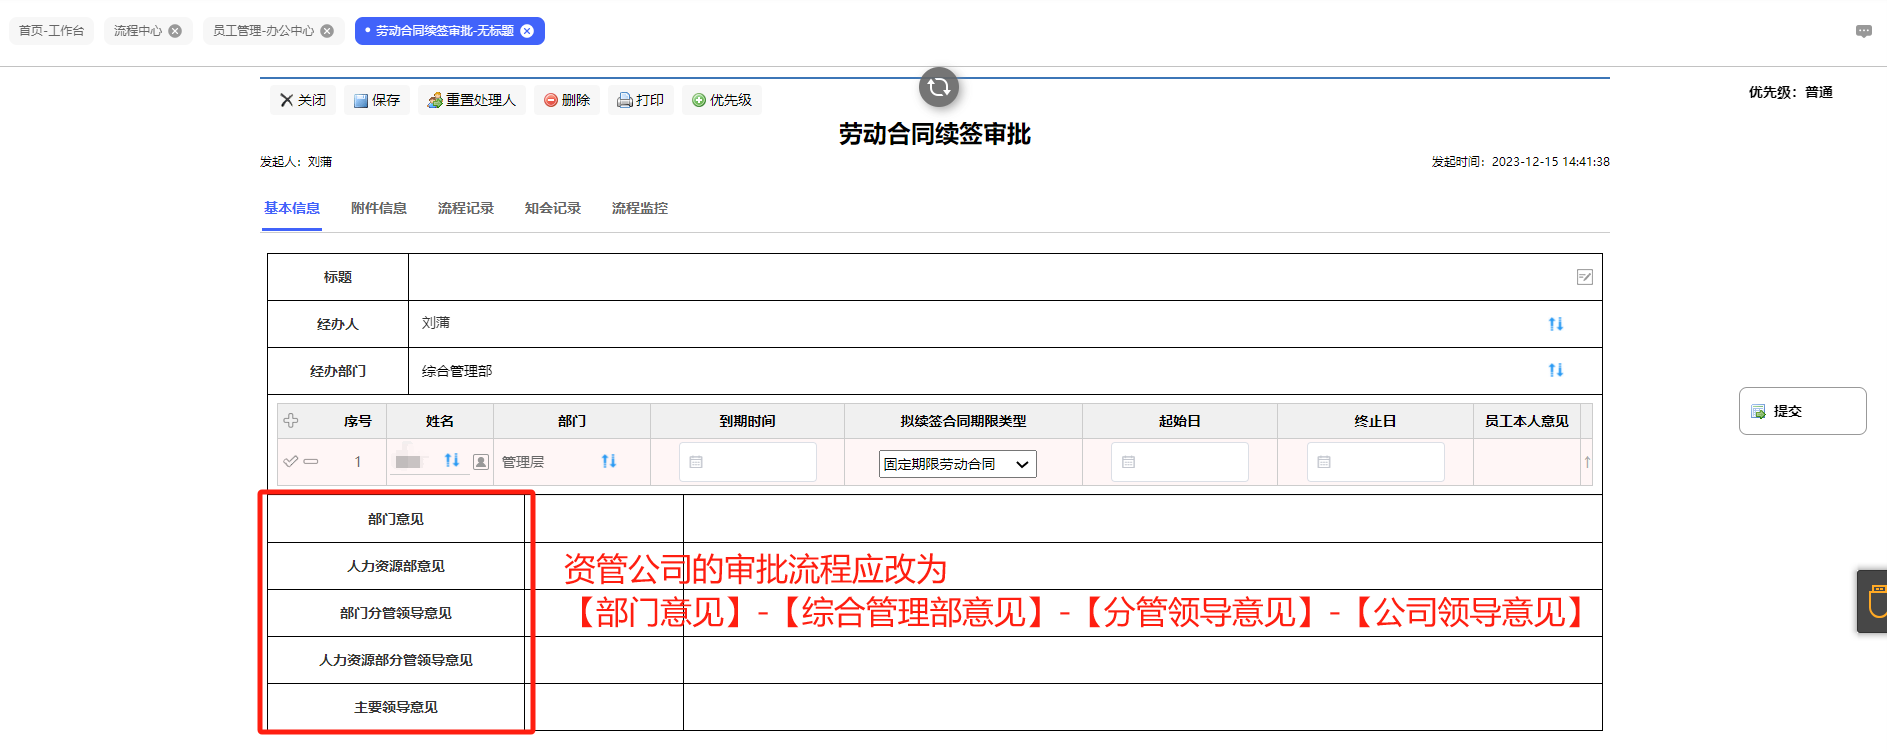 首页-工作台
流程中心
员工管理-办公中心
劳动合同续签审批-无标题
关闭
保存
重置处理人
删除
打印
优先级
优先级：普通
劳动合同续签审批
发起人：刘蒲
发起时间：2023-12-15 14:41:38
基本信息
附件信息
流程记录
知会记录
流程监控
标题
经办人
刘蒲
经办部门
综合管理部
序号
姓名
部门
到期时间
拟续签合同期限类型
起始日
终止日
员工本人意见
1
管理层
固定期限劳动合同
提交
部门意见
人力资源部意见
部门分管领导意见
人力资源部分管领导意见
主要领导意见
资管公司的审批流程应改为
【部门意见】-【综合管理部意见】-【分管领导意见】-【公司领导意见】